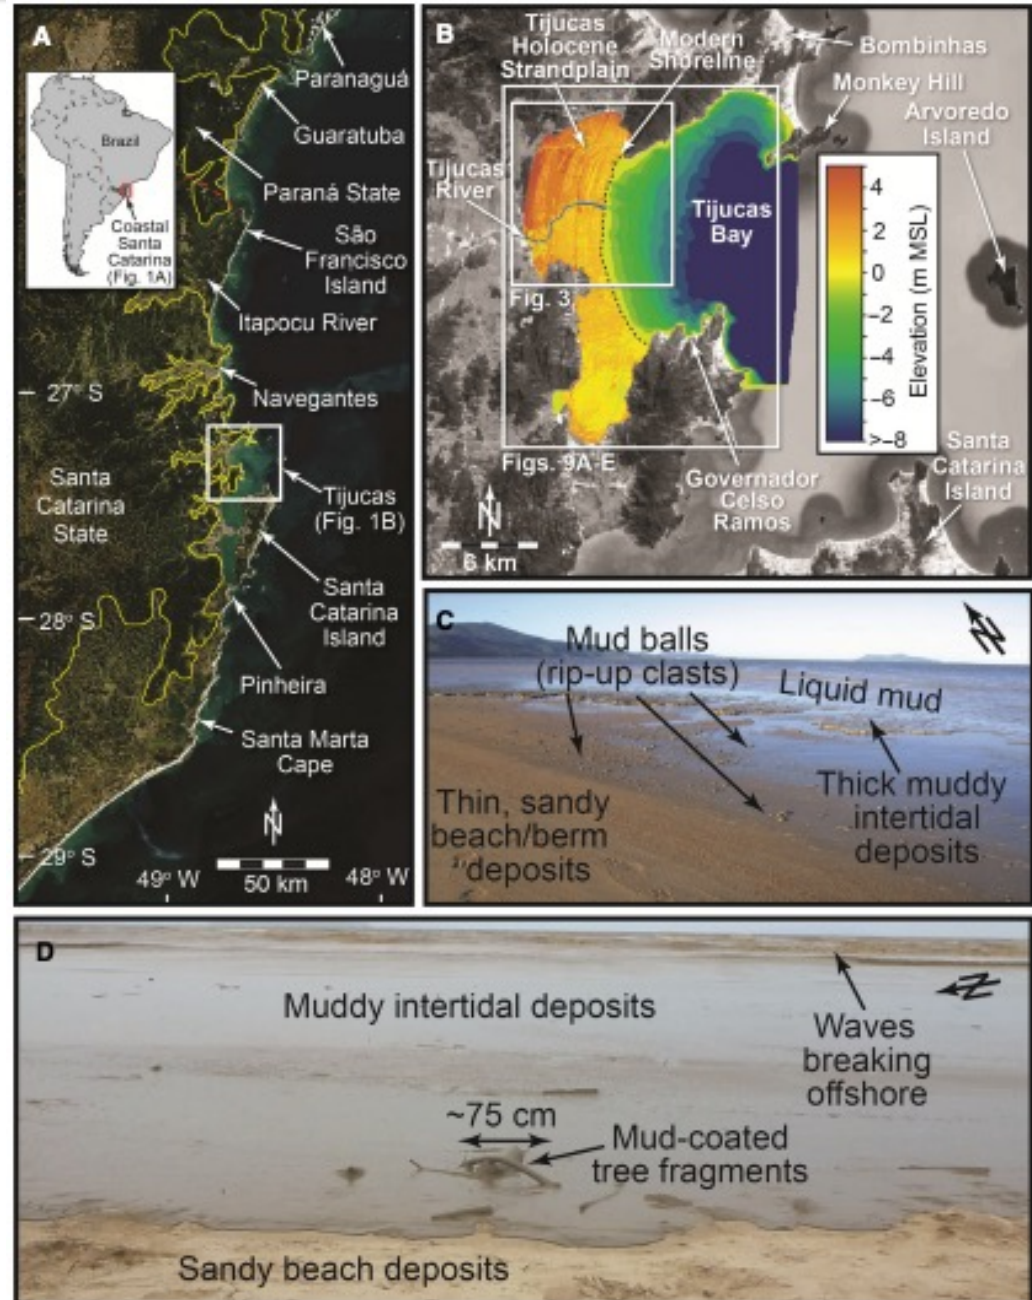 A
Brazil
Coastal
Santa
Catarina
(Fig. 1A)
Paranaguá
Guaratuba
Paraná State
São
Francisco
Island
Itapocu River
27° S
Navegantes
Santa
Catarina
State
Tijucas
(Fig. 1B)
28° S
Santa
Catarina
Island
Pinheira
Santa Marta
Cape
N
29° S
49° W
50 km
48° W
B
Tijucas
Holocene
Strandplain
Modern
Shoreline
Bombinhas
Monkey Hill
Arvoredo
Island
Tijucas
River
Tijucas
Bay
Fig. 3
Figs. 9A-E
4
2
0
-2
-4
-6
>-8
Elevation (m MSL)
Governador
Celso
Ramos
Santa
Catarina
Island
N
6 km
C
N
Mud balls
(rip-up clasts)
Liquid mud
Thin, sandy
beach/berm
deposits
Thick muddy
intertidal
deposits
D
N
Muddy intertidal deposits
Waves
breaking
offshore
~75 cm
Mud-coated
tree fragments
Sandy beach deposits